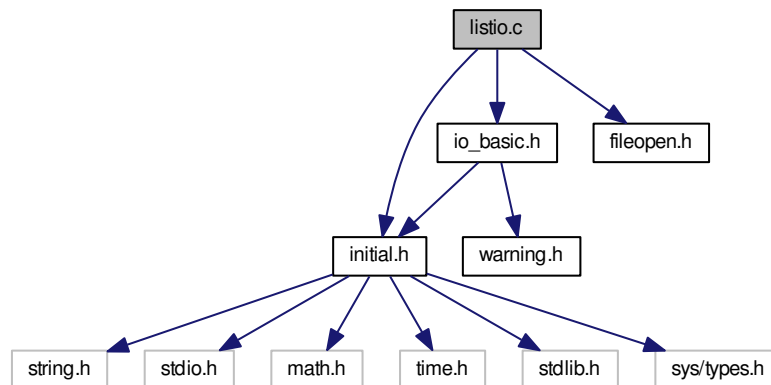 listio.c
io_basic.h
fileopen.h
initial.h
warning.h
string.h
stdio.h
math.h
time.h
stdlib.h
sys/types.h